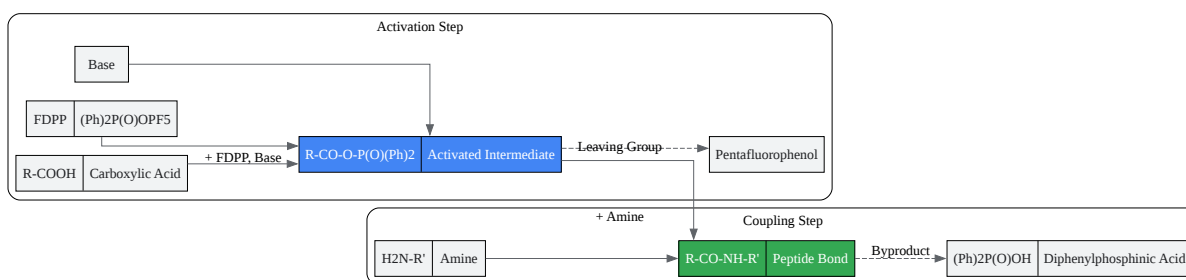 Activation Step
Base
FDPP (Ph)2P(O)OPF5
R-COOH Carboxylic Acid
+ FDPP, Base
R-CO-O-P(O)(Ph)2 Activated Intermediate
Leaving Group
Pentafluorophenol
+ Amine
Coupling Step
H2N-R' Amine
R-CO-NH-R' Peptide Bond
Byproduct
(Ph)2P(O)OH Diphenylphosphinic Acid